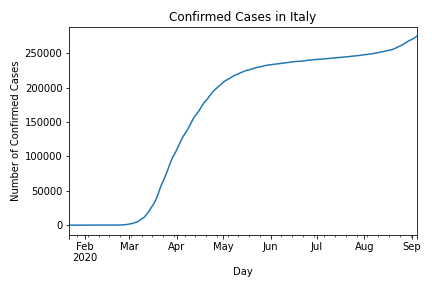 Confirmed Cases in Italy
Number of Confirmed Cases
250000
200000
150000
100000
50000
0
Feb Mar Apr May Jun Jul Aug Sep
2020
Day